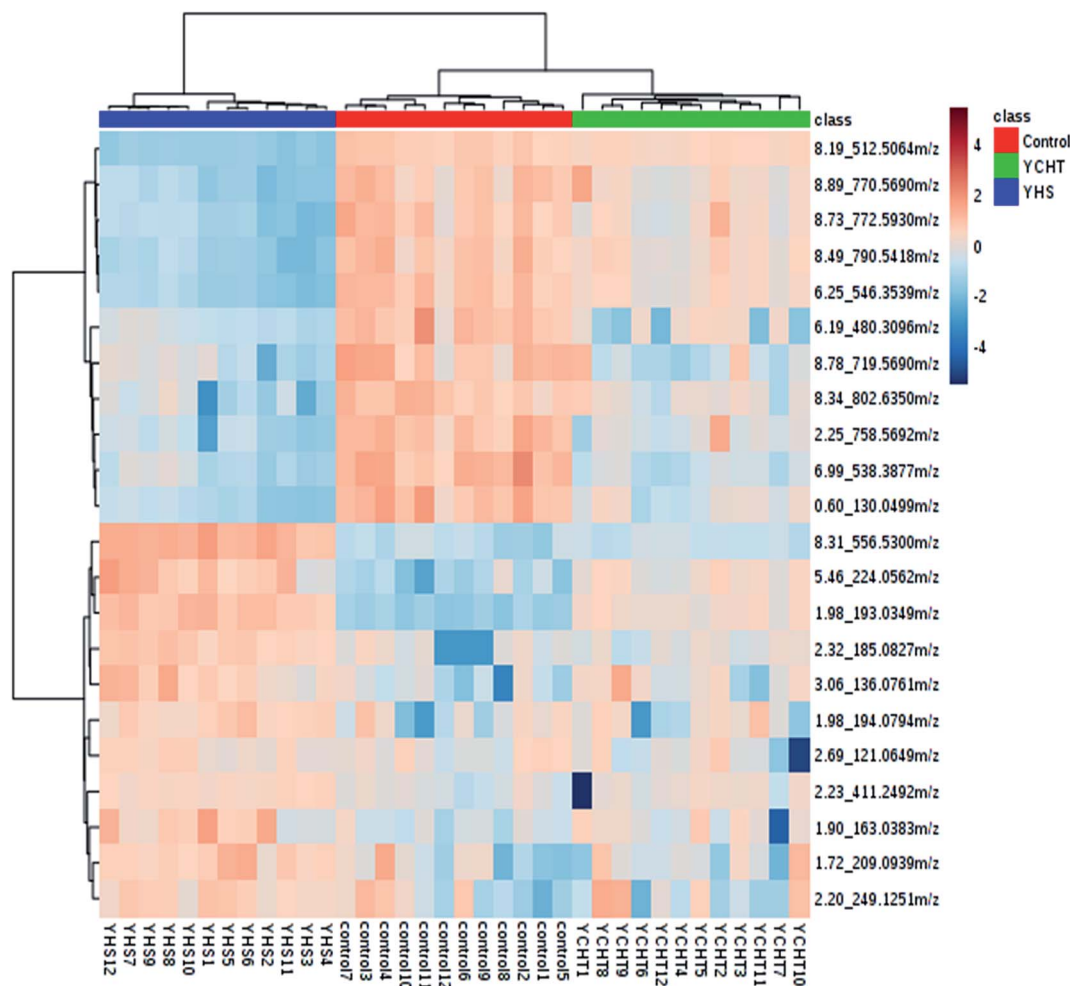 class
8.19_512.5064m/z
8.89_770.5690m/z
8.73_772.5930m/z
8.49_790.5418m/z
6.25_546.3539m/z
6.19_480.3096m/z
8.78_719.5690m/z
8.34_802.6350m/z
2.25_758.5692m/z
6.99_538.3877m/z
0.60_130.0499m/z
8.31_556.5300m/z
5.46_224.0562m/z
1.98_193.0349m/z
2.32_185.0827m/z
3.06_136.0761m/z
1.98_194.0794m/z
2.69_121.0649m/z
2.23_411.2492m/z
1.90_163.0383m/z
1.72_209.0939m/z
2.20_249.1251m/z
4
2
0
-2
-4
class
Control
YCHT
YHS
YHS12
YHS7
YHS9
YHS8
YHS10
YHS1
YHS5
YHS6
YHS2
YHS11
YHS3
YHS4
control7
control3
control4
control10
control11
control12
control6
control9
control8
control2
control1
control5
YCHT1
YCHT8
YCHT9
YCHT6
YCHT12
YCHT4
YCHT5
YCHT2
YCHT3
YCHT11
YCHT7
YCHT10